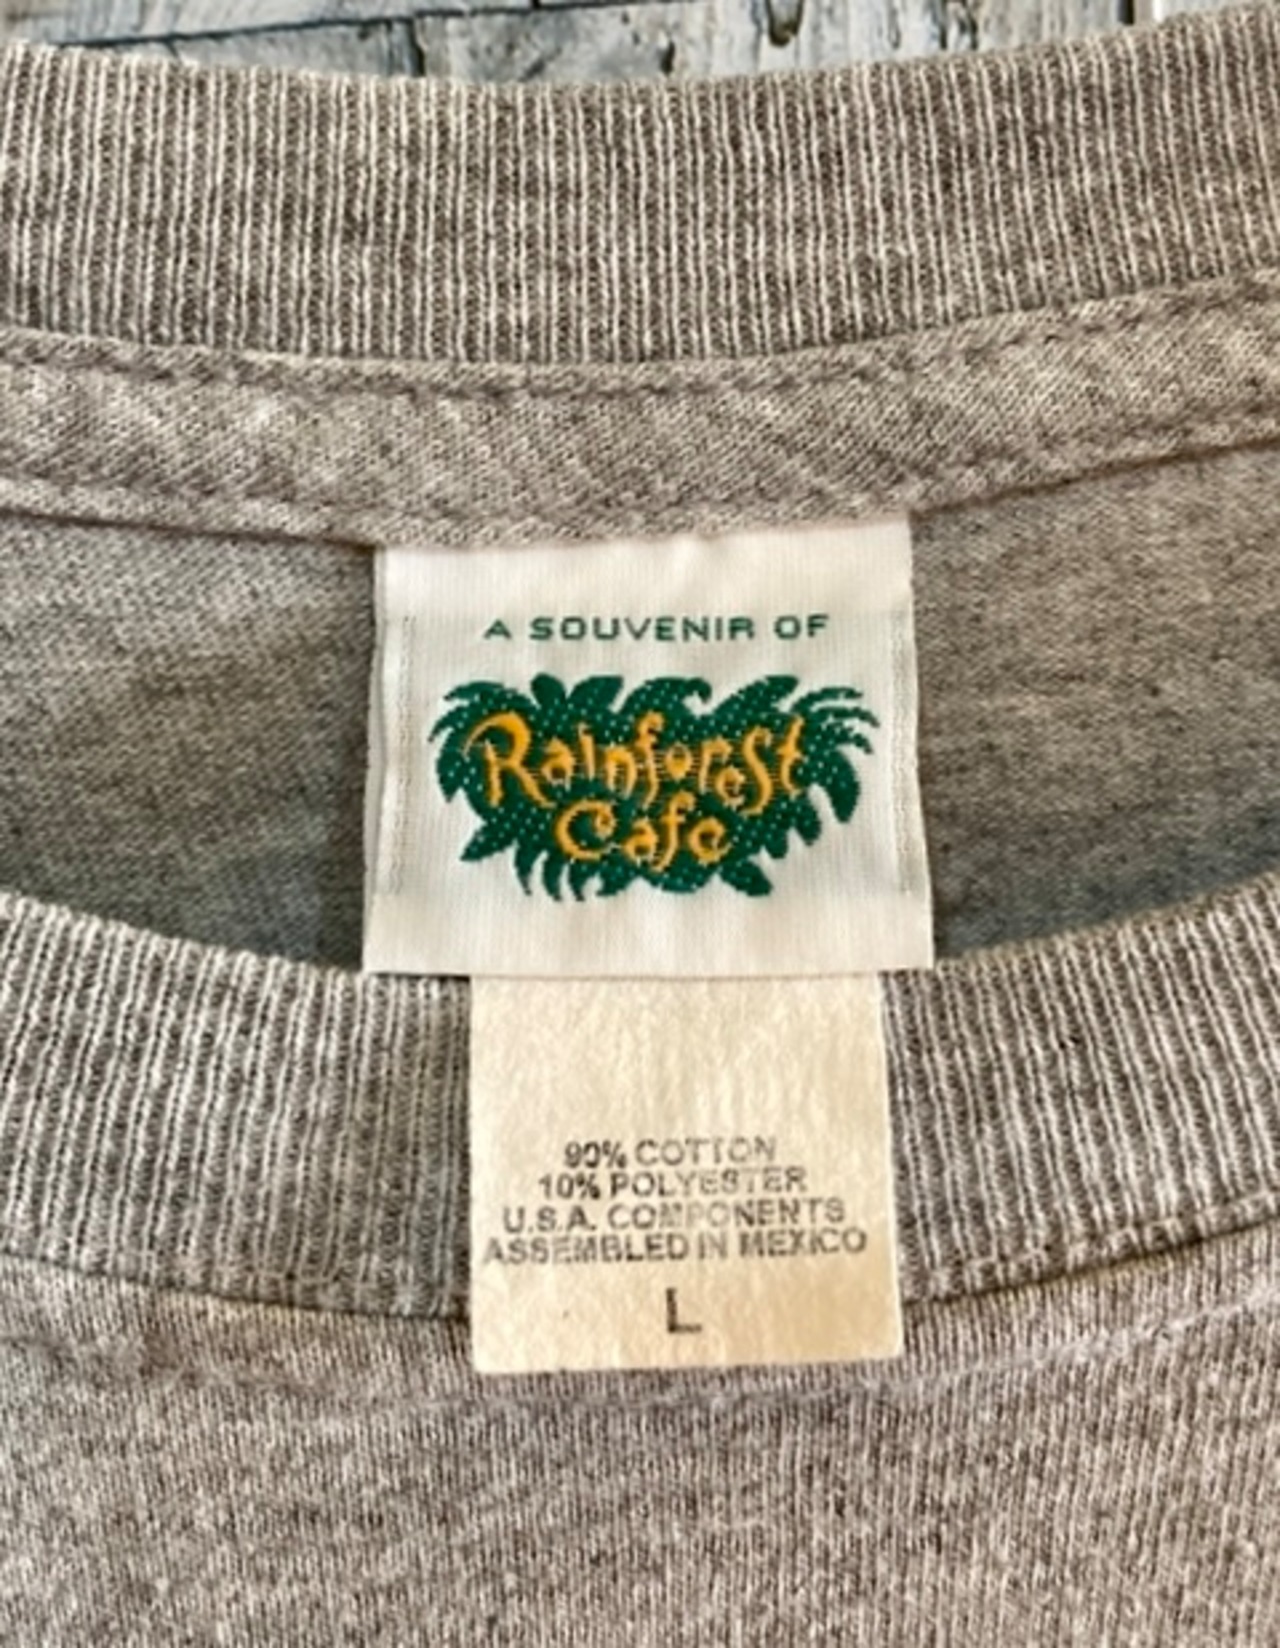 A SOUVENIR OF
Rainforest
Cafe
90% COTTON
10% POLYESTER
U.S.A. COMPONENTS
ASSEMBLED IN MEXICO
L